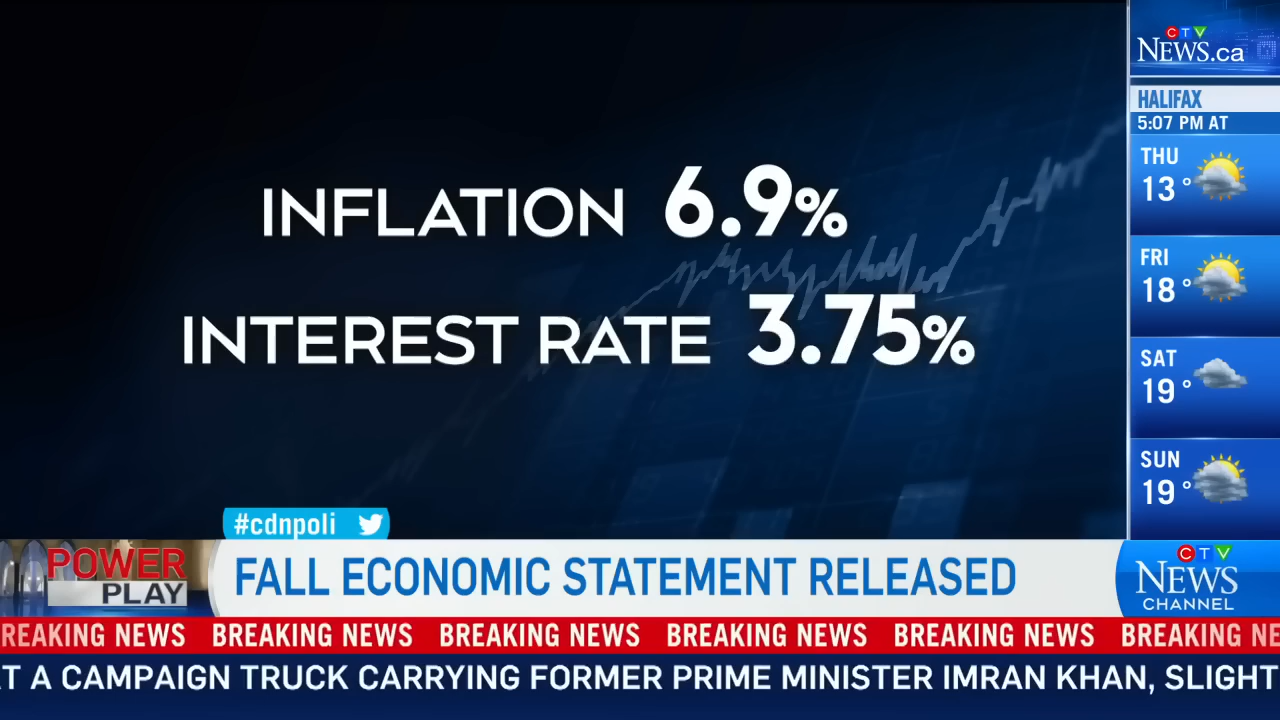 INFLATION 6.9%
INTEREST RATE 3.75%
CTV
NEWS.ca
HALIFAX
5:07 PM AT
THU
13°
FRI
18°
SAT
19°
SUN
19°
#cdnpoli
POWER
PLAY
FALL ECONOMIC STATEMENT RELEASED
CTV
NEWS
CHANNEL
REAKING NEWS BREAKING NEWS BREAKING NEWS BREAKING NEWS BREAKING NEWS BREAKING NE
T A CAMPAIGN TRUCK CARRYING FORMER PRIME MINISTER IMRAN KHAN, SLIGHT